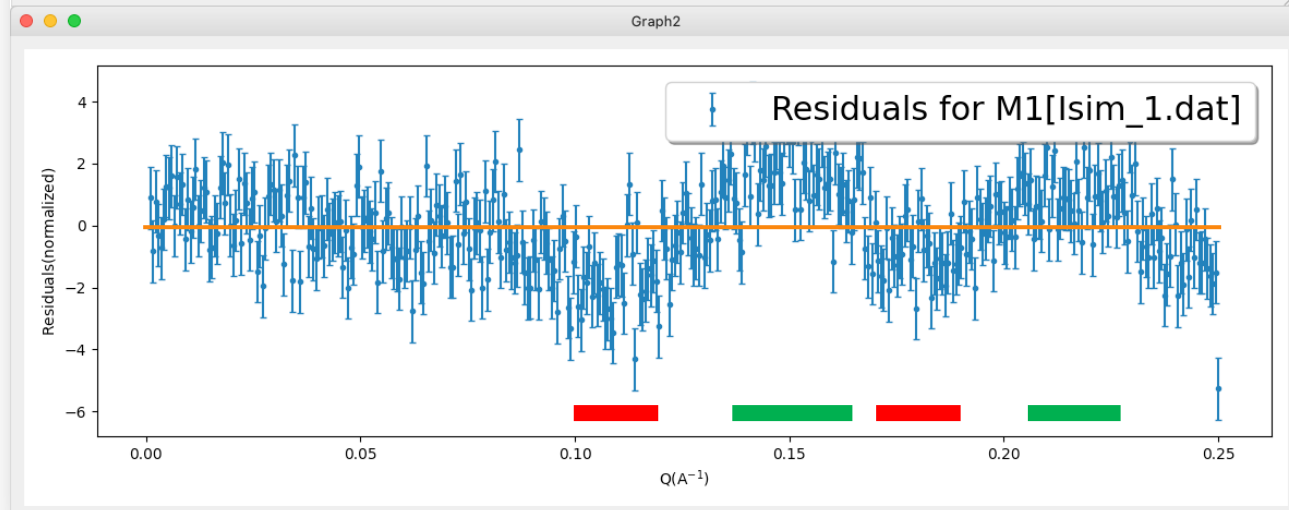 Graph2
Residuals for M1[Isim_1.dat]
Residuals(normalized)
4
2
0
−2
−4
−6
0.00 0.05 0.10 0.15 0.20 0.25
Q(A⁻¹)